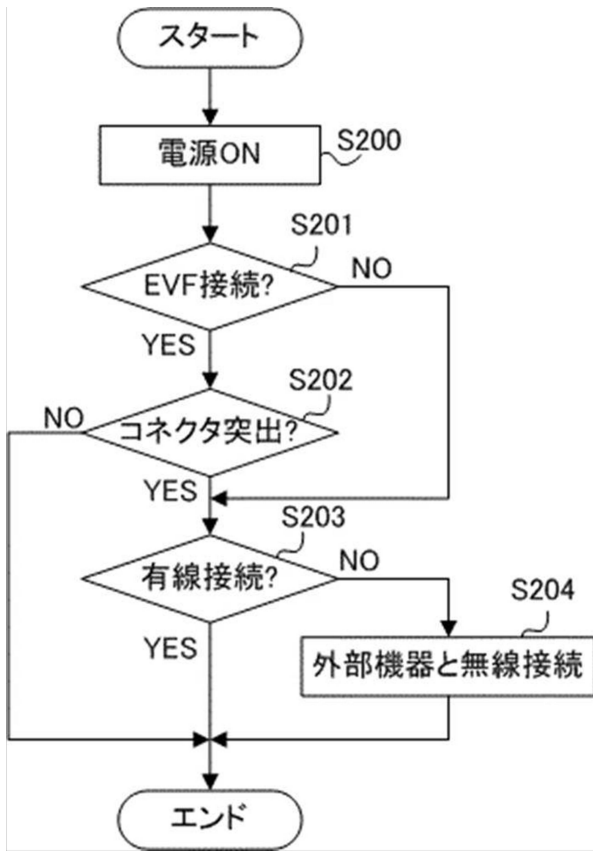 スタート
電源ON
S200
S201
EVF接続?
NO
YES
S202
NO
コネクタ突出?
YES
S203
有線接続?
NO
S204
YES
外部機器と無線接続
エンド